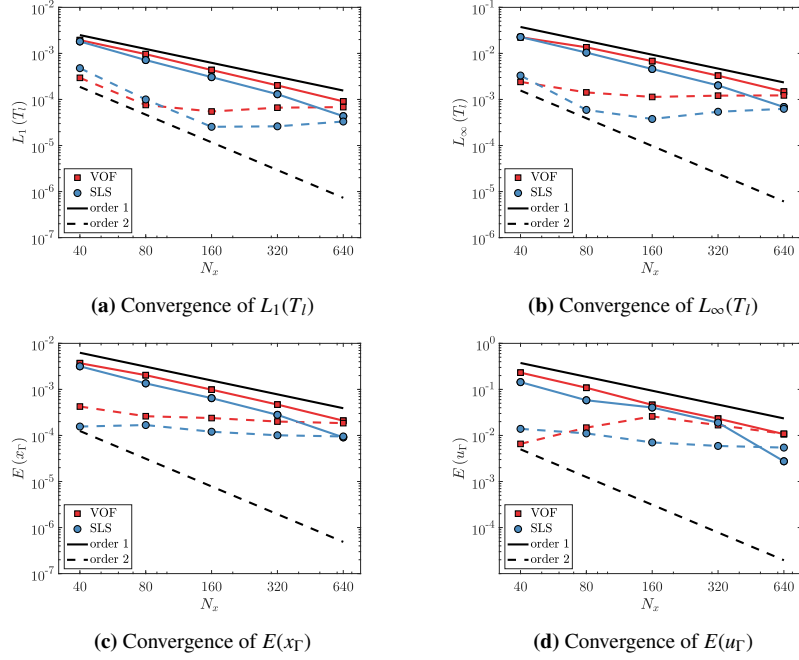 10^-2
10^-3
10^-4
10^-5
10^-6
10^-7
L_1 (T_l)
VOF
SLS
order 1
order 2
40 80 160 320 640
N_x
(a) Convergence of L_1(T_l)
10^-1
10^-2
10^-3
10^-4
10^-5
10^-6
L_∞ (T_l)
VOF
SLS
order 1
order 2
40 80 160 320 640
N_x
(b) Convergence of L_∞(T_l)
10^-2
10^-3
10^-4
10^-5
10^-6
10^-7
E (x_Γ)
VOF
SLS
order 1
order 2
40 80 160 320 640
N_x
(c) Convergence of E(x_Γ)
10^0
10^-1
10^-2
10^-3
10^-4
E (u_Γ)
VOF
SLS
order 1
order 2
40 80 160 320 640
N_x
(d) Convergence of E(u_Γ)